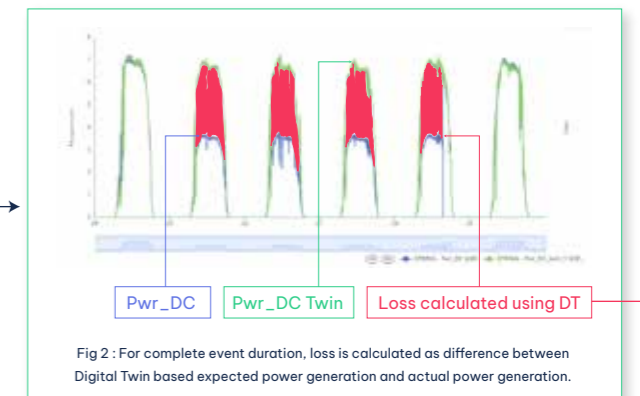 Pwr_DC
Pwr_DC Twin
Loss calculated using DT
Fig 2 : For complete event duration, loss is calculated as difference between
Digital Twin based expected power generation and actual power generation.